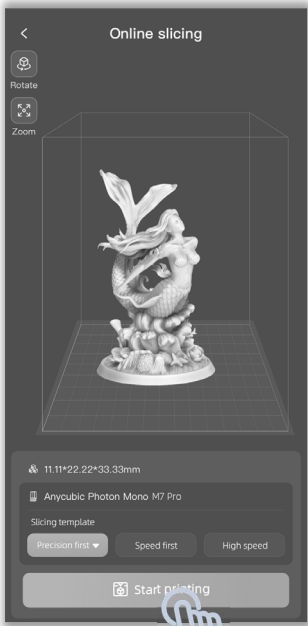 Online slicing
Rotate
Zoom
11.11*22.22*33.33mm
Anycubic Photon Mono M7 Pro
Slicing template
Precision first
Speed first
High speed
Start printing